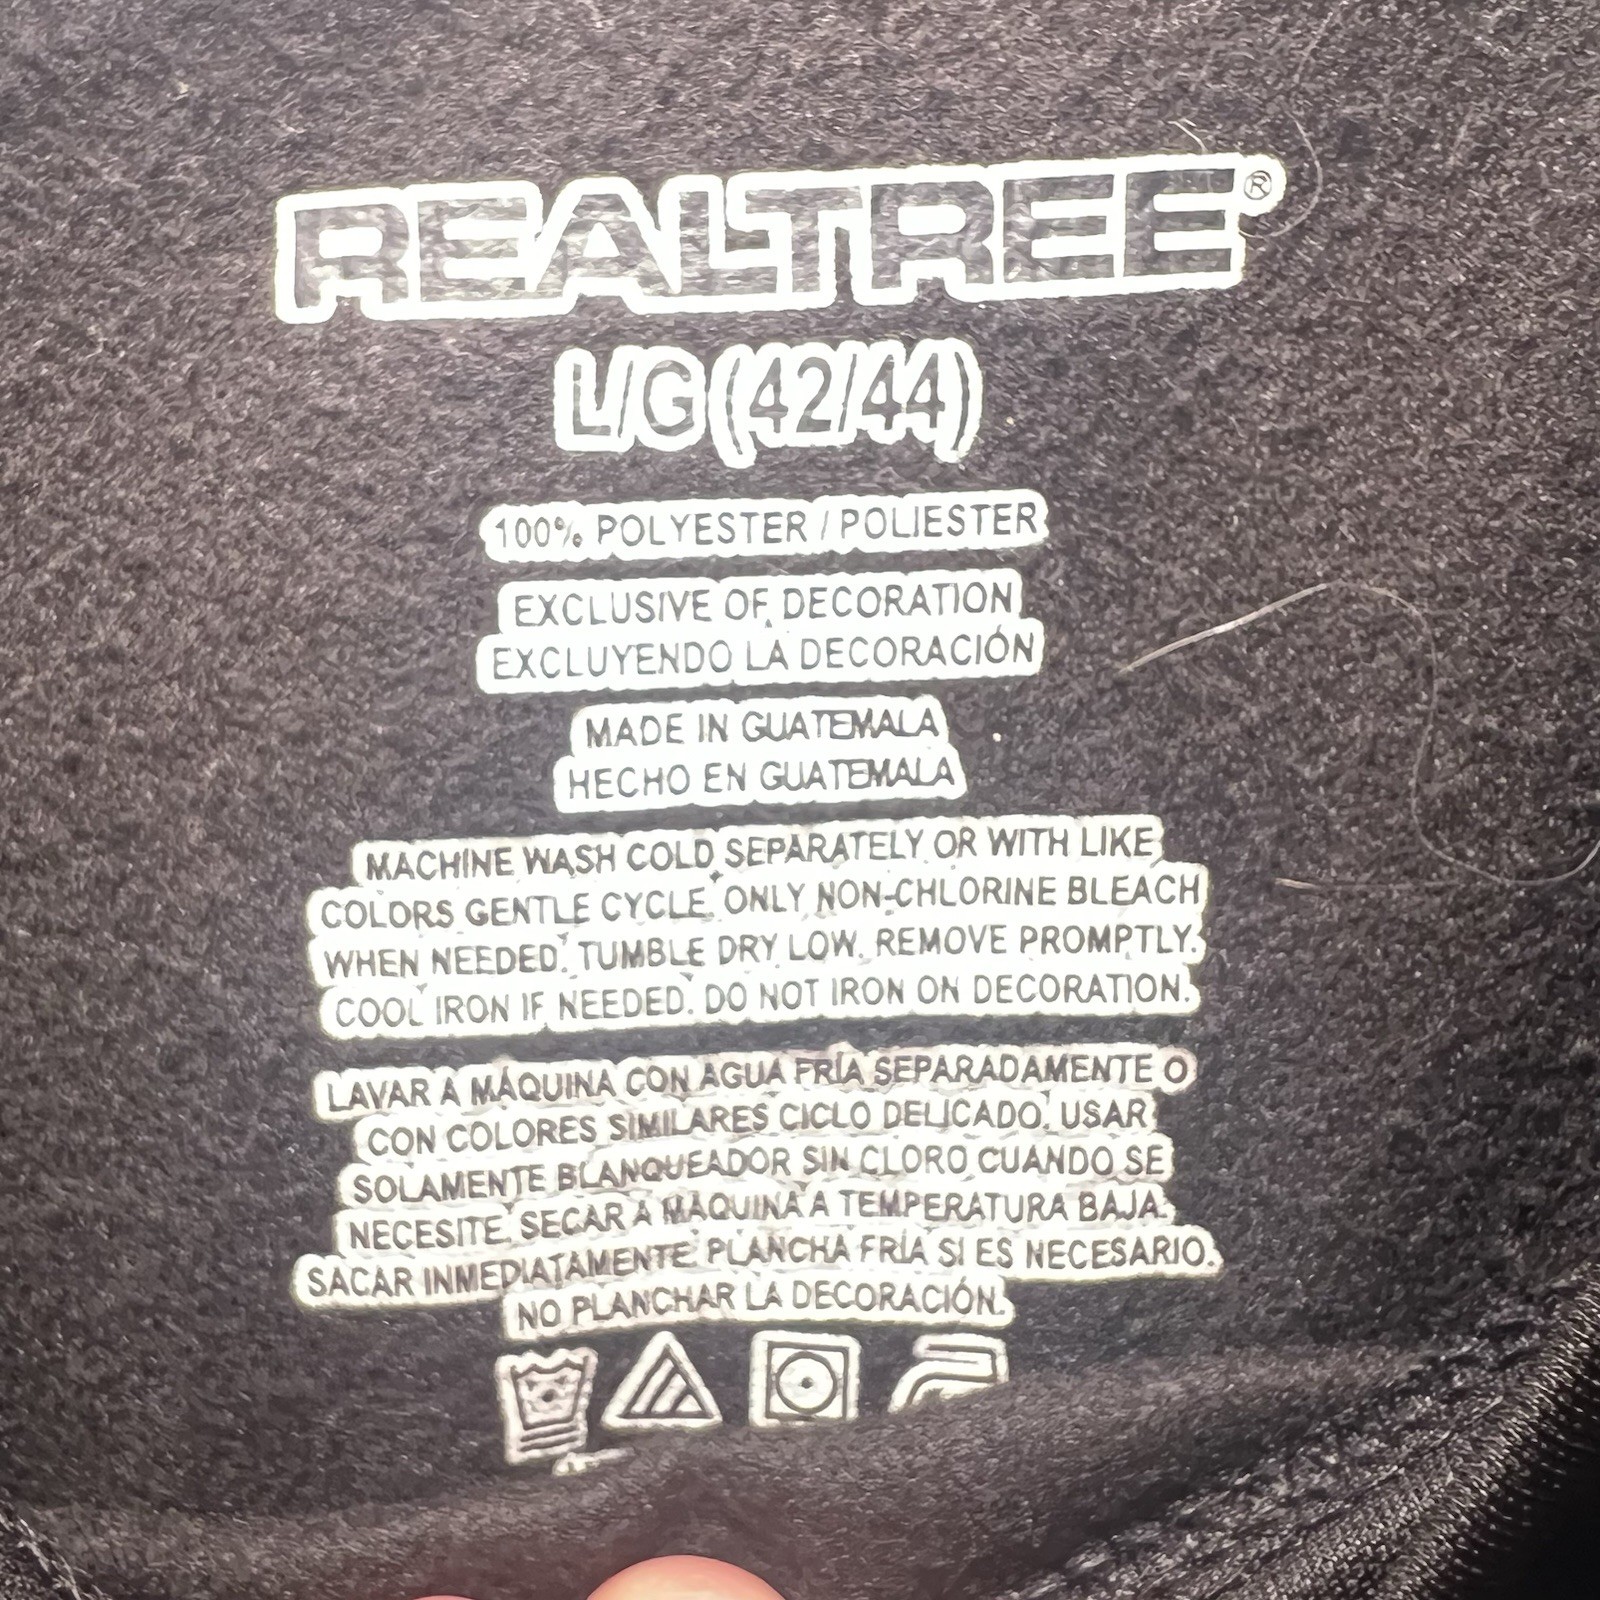 REALTREE®
L/G (42/44)
100% POLYESTER / POLIESTER
EXCLUSIVE OF DECORATION
EXCLUYENDO LA DECORACIÓN
MADE IN GUATEMALA
HECHO EN GUATEMALA
MACHINE WASH COLD SEPARATELY OR WITH LIKE
COLORS GENTLE CYCLE. ONLY NON-CHLORINE BLEACH
WHEN NEEDED. TUMBLE DRY LOW. REMOVE PROMPTLY.
COOL IRON IF NEEDED. DO NOT IRON ON DECORATION.
LAVAR A MÁQUINA CON AGUA FRÍA SEPARADAMENTE O
CON COLORES SIMILARES CICLO DELICADO. USAR
SOLAMENTE BLANQUEADOR SIN CLORO CUANDO SE
NECESITE. SECAR A MÁQUINA A TEMPERATURA BAJA.
SACAR INMEDIATAMENTE. PLANCHA FRÍA SI ES NECESARIO.
NO PLANCHAR LA DECORACIÓN.